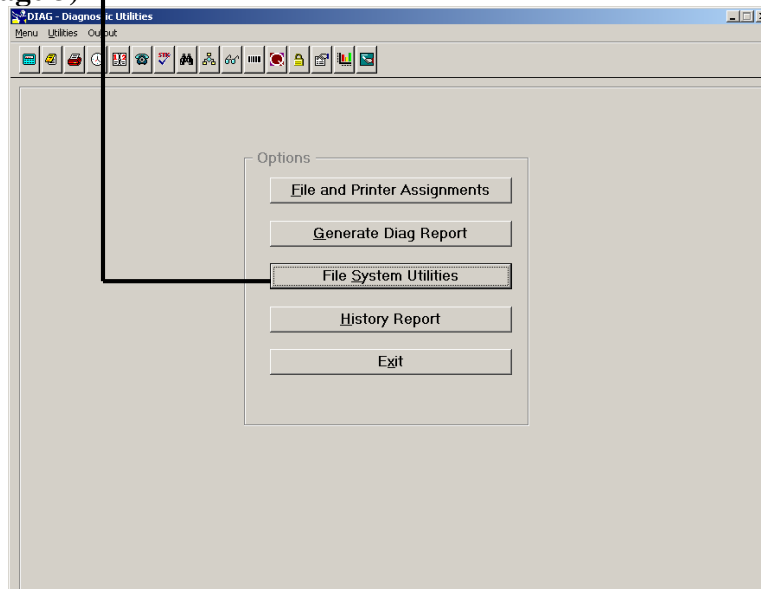 DIAG - Diagnostic Utilities
Menu Utilities Output
Options
File and Printer Assignments
Generate Diag Report
File System Utilities
History Report
Exit